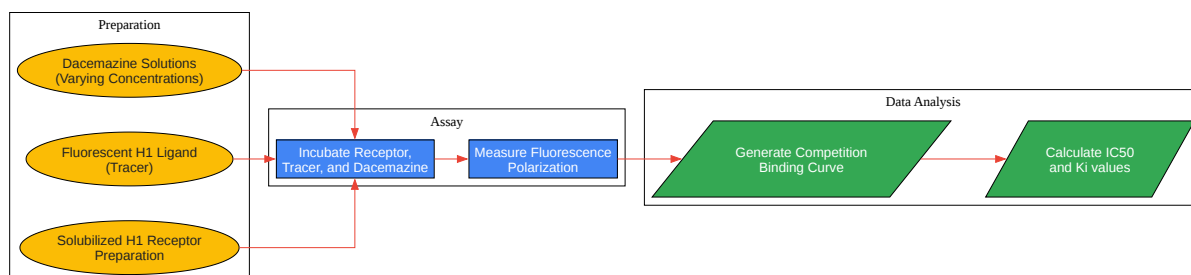 Preparation
Dacemazine Solutions
(Varying Concentrations)
Fluorescent H1 Ligand
(Tracer)
Solubilized H1 Receptor
Preparation
Assay
Incubate Receptor,
Tracer, and Dacemazine
Measure Fluorescence
Polarization
Data Analysis
Generate Competition
Binding Curve
Calculate IC50
and Ki values